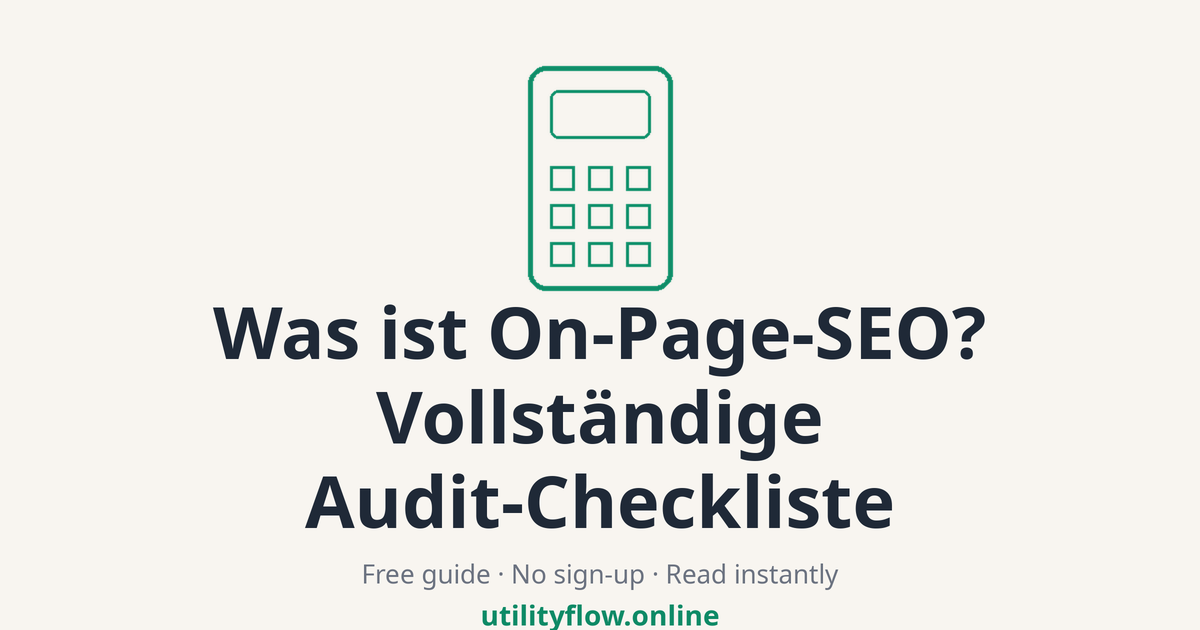 Was ist On-Page-SEO?
Vollständige
Audit-Checkliste
Free guide · No sign-up · Read instantly
utilityflow.online